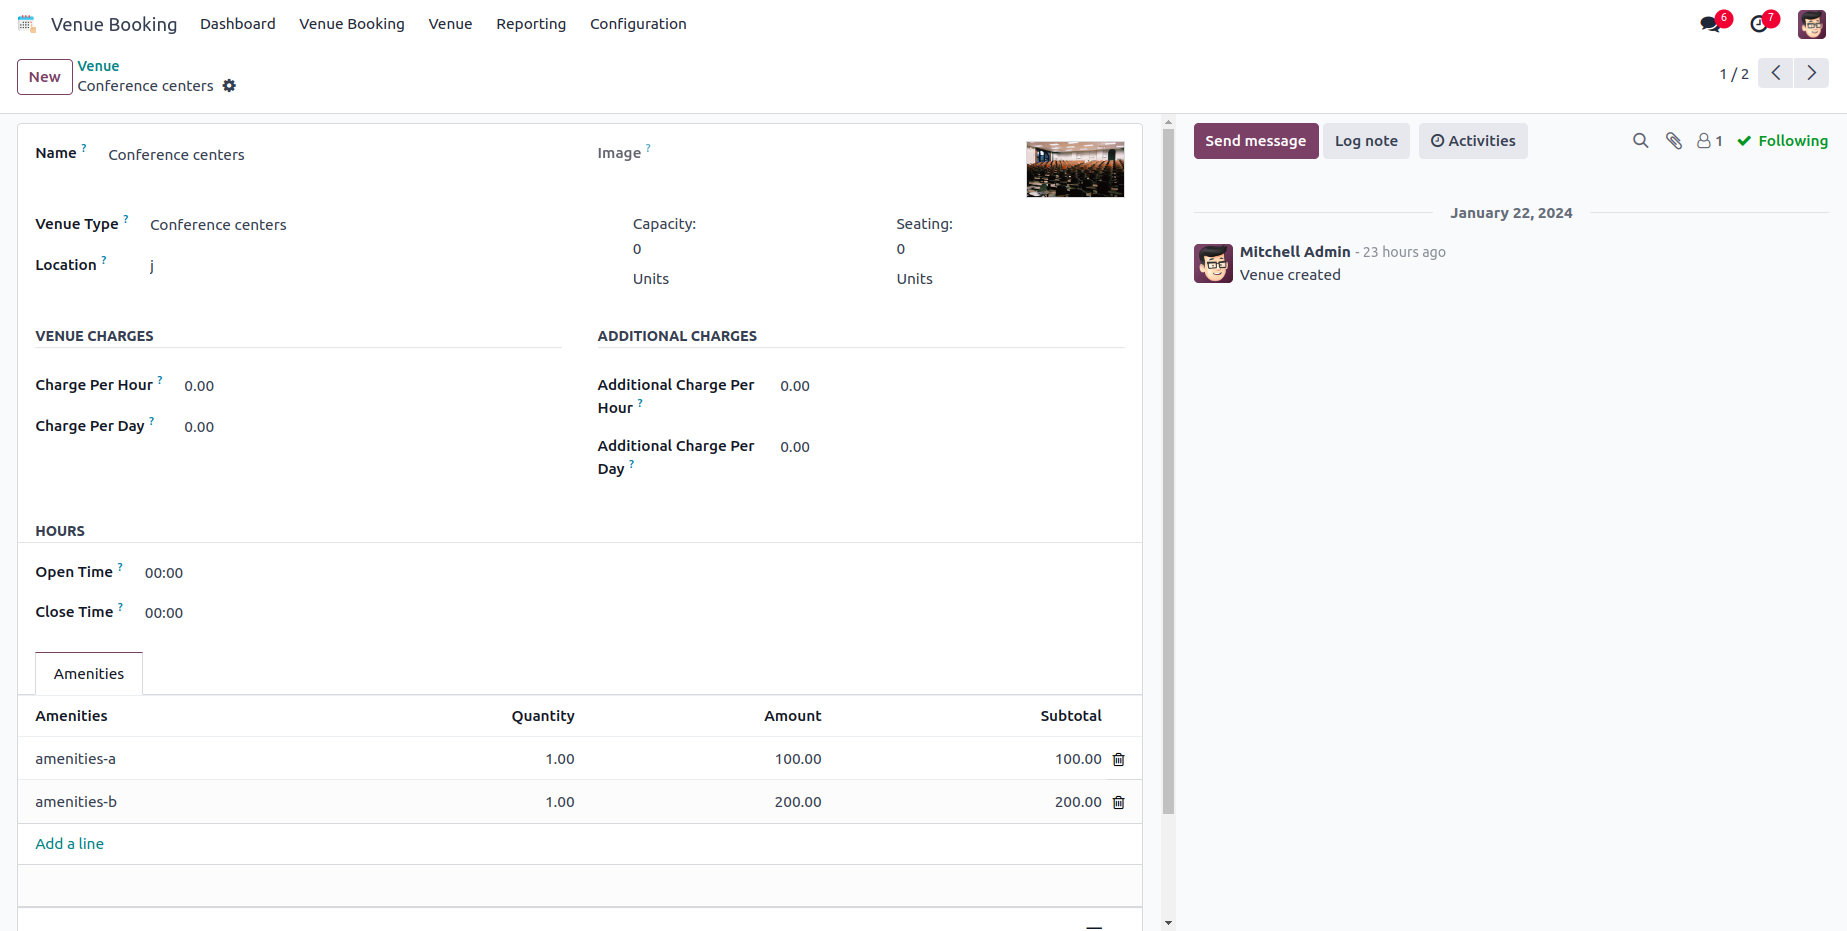 Venue Booking Dashboard Venue Booking Venue Reporting Configuration 6 7
New Venue
Conference centers
1 / 2
Name ? Conference centers
Image ?
Venue Type ? Conference centers
Location ? j
Capacity: Seating:
0 0
Units Units
VENUE CHARGES
Charge Per Hour ? 0.00
Charge Per Day ? 0.00
ADDITIONAL CHARGES
Additional Charge Per 0.00
Hour ?
Additional Charge Per 0.00
Day ?
HOURS
Open Time ? 00:00
Close Time ? 00:00
Amenities
Amenities Quantity Amount Subtotal
amenities-a 1.00 100.00 100.00
amenities-b 1.00 200.00 200.00
Add a line
Send message Log note Activities 1 Following
January 22, 2024
Mitchell Admin - 23 hours ago
Venue created